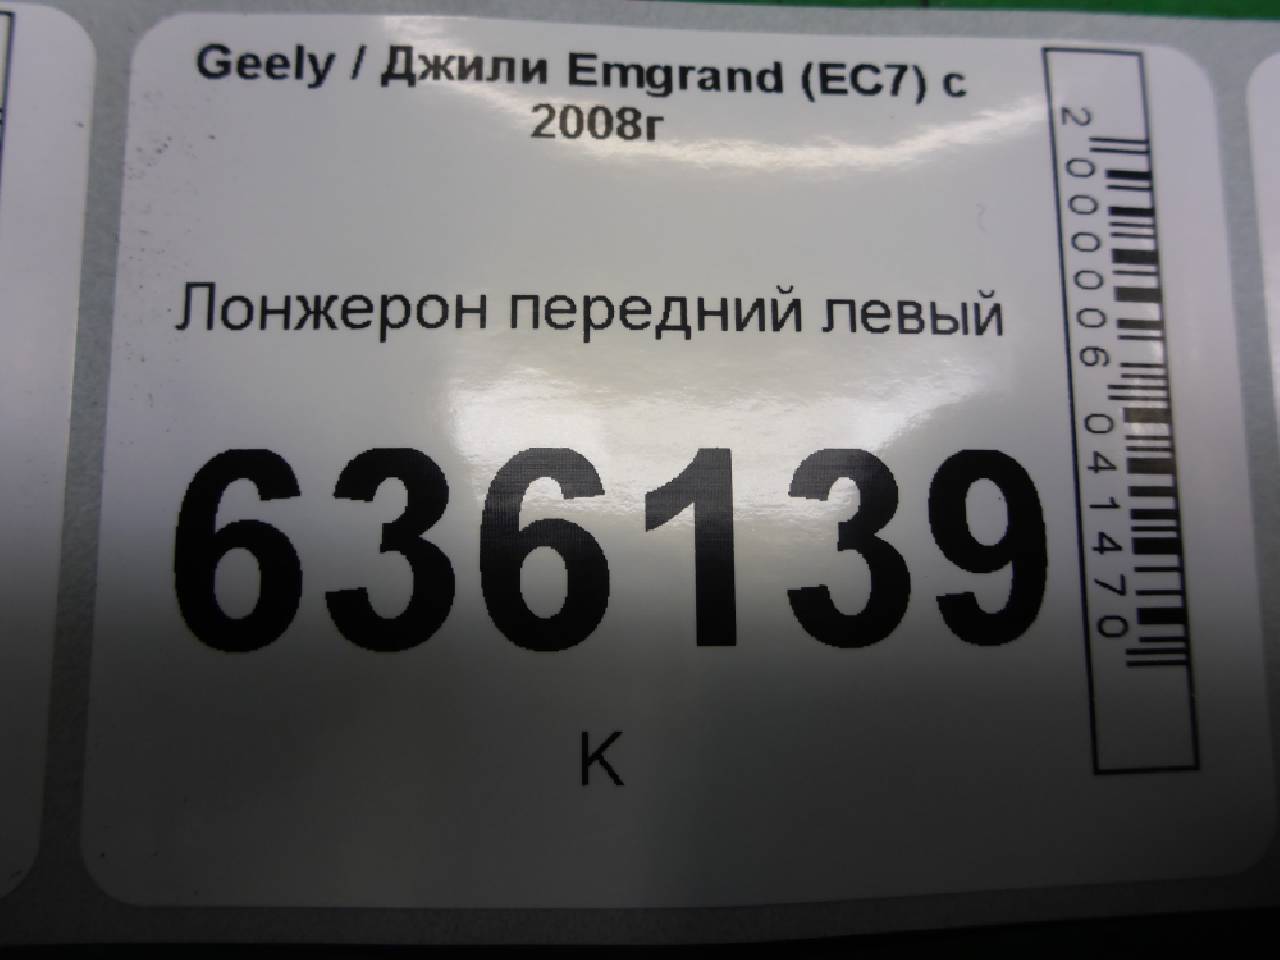 Geely / Джили Emgrand (EC7) с
2008г
Лонжерон передний левый
636139
К
2000006041470